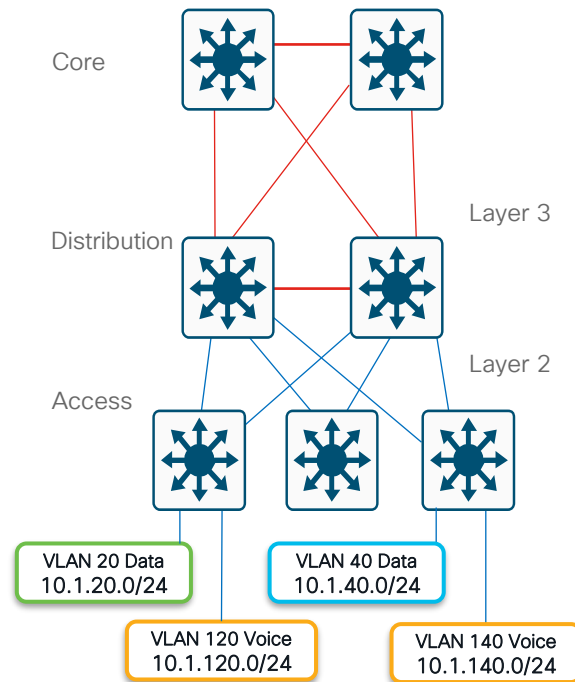 Core
Layer 3
Distribution
Layer 2
Access
VLAN 20 Data
10.1.20.0/24
VLAN 40 Data
10.1.40.0/24
VLAN 120 Voice
10.1.120.0/24
VLAN 140 Voice
10.1.140.0/24